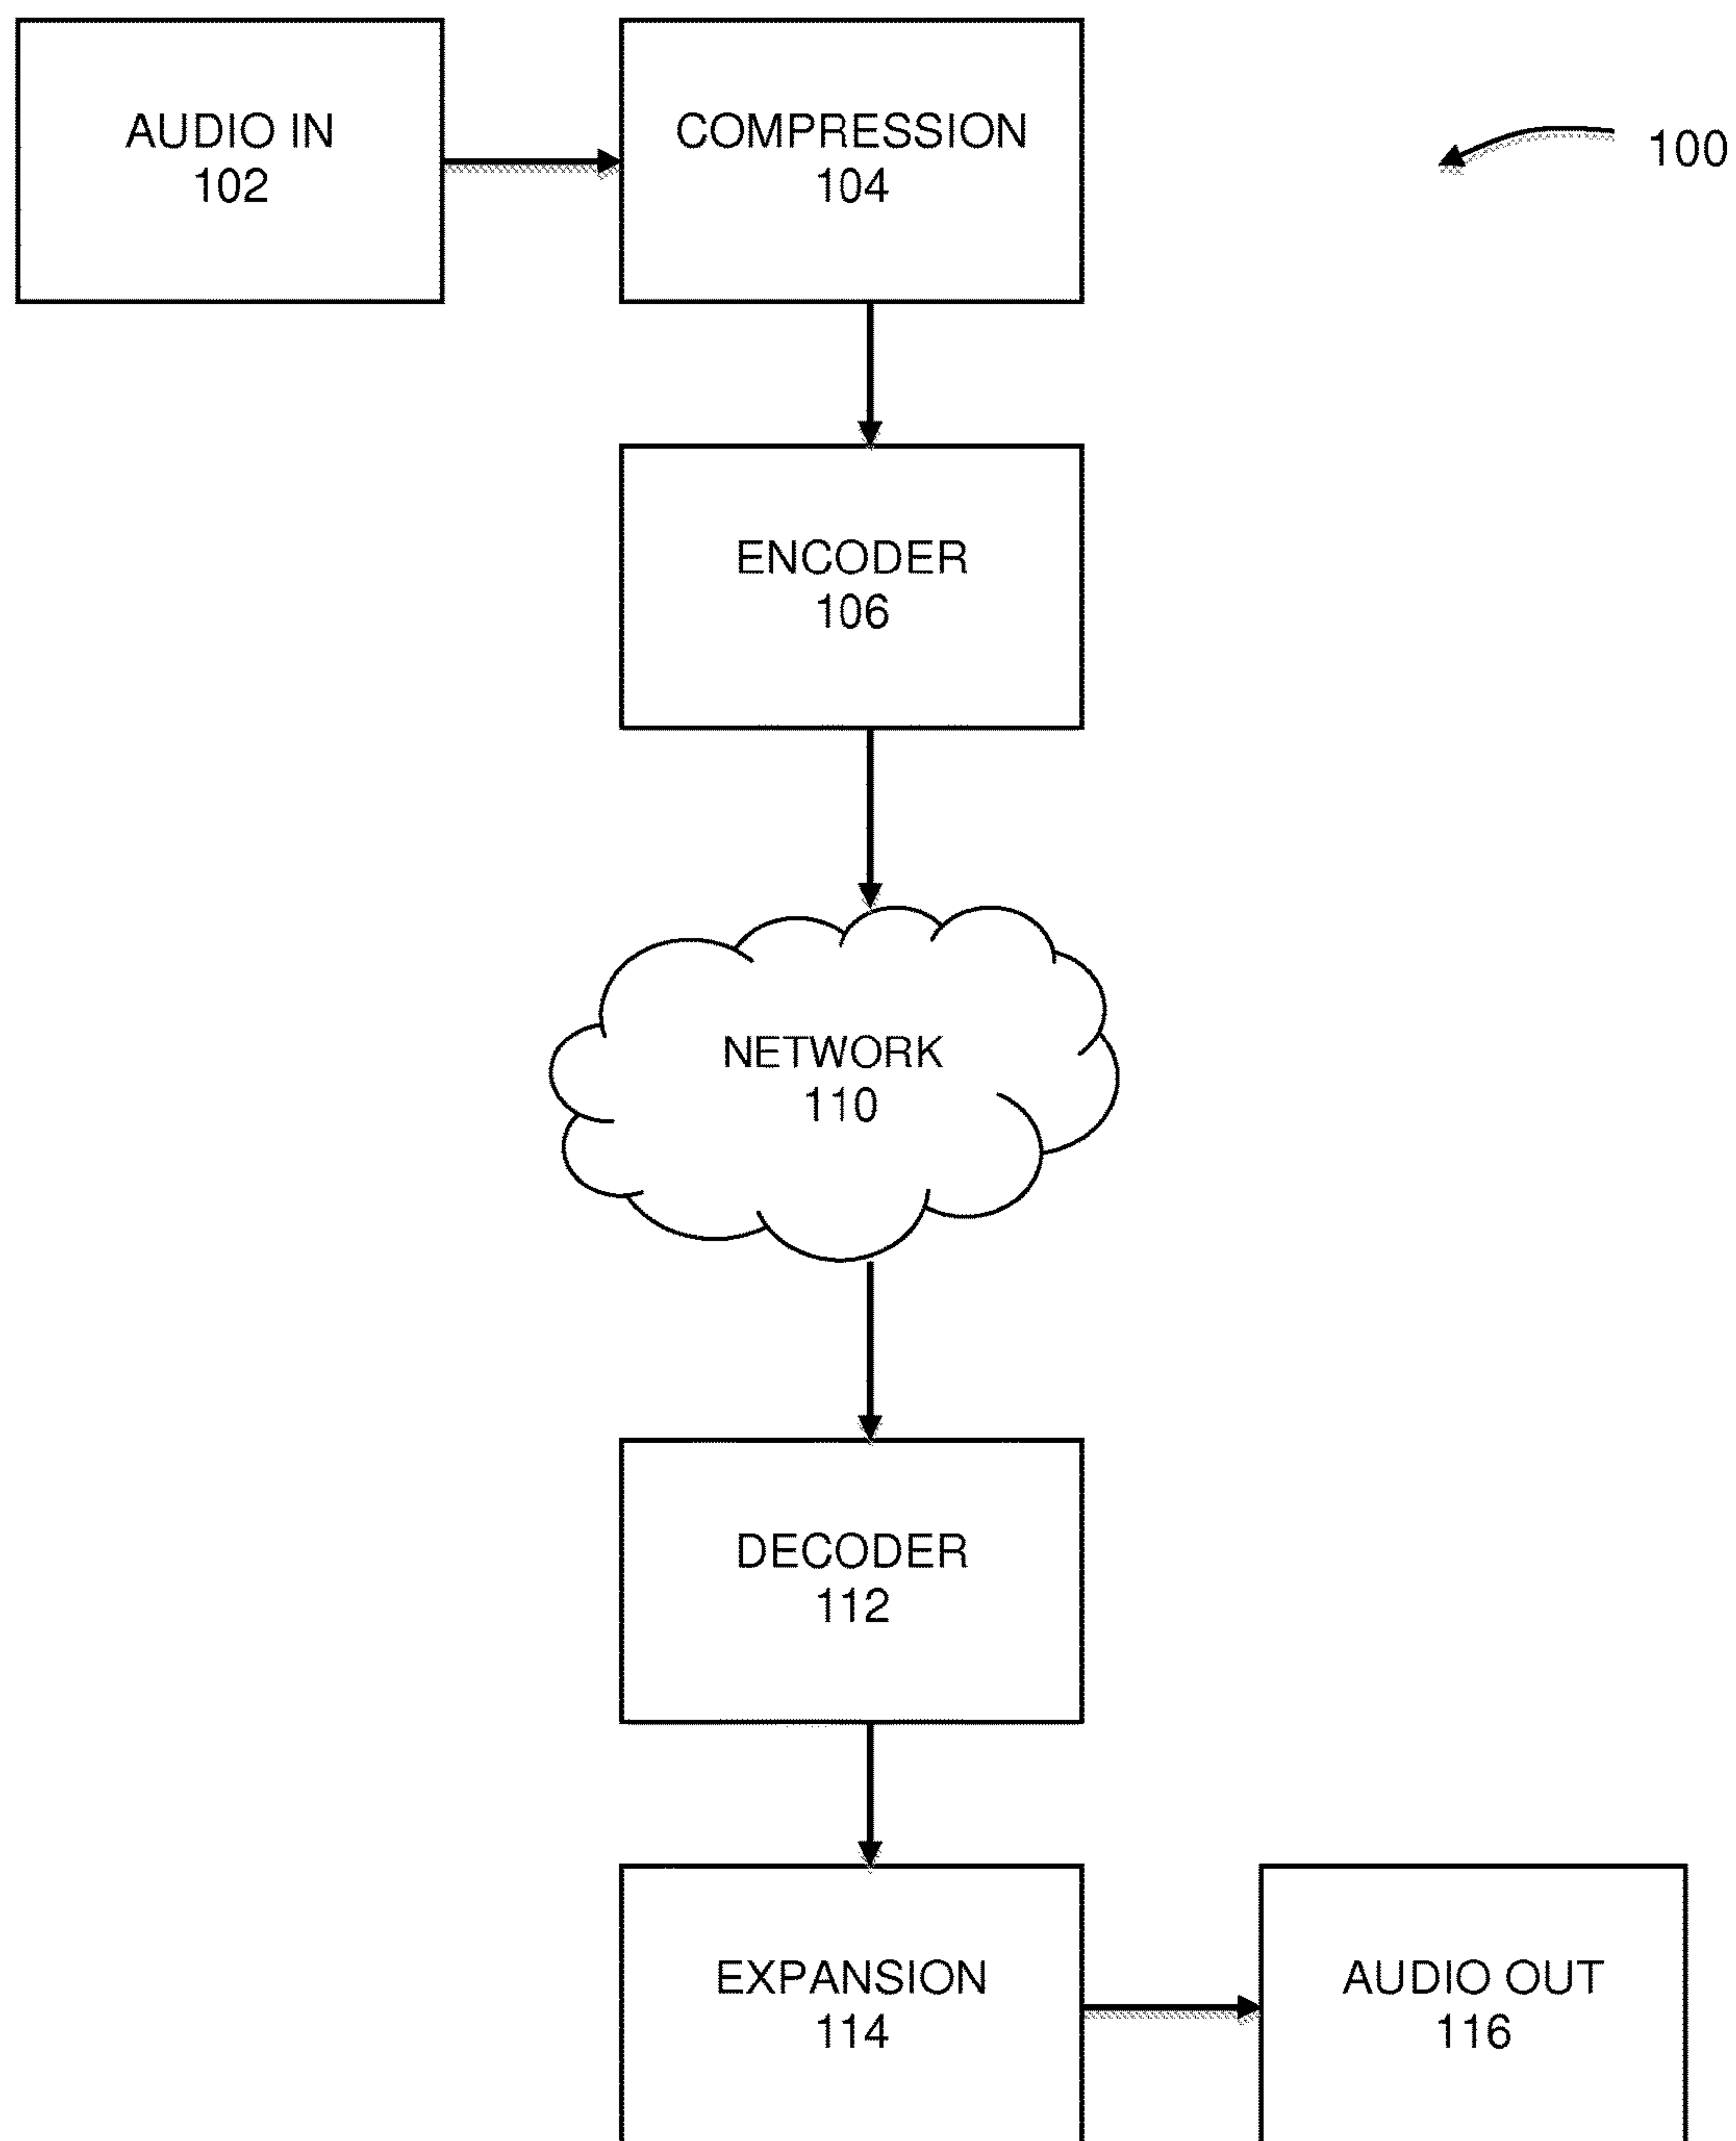 AUDIO IN
102
COMPRESSION
104
100
ENCODER
106
NETWORK
110
DECODER
112
EXPANSION
114
AUDIO OUT
116